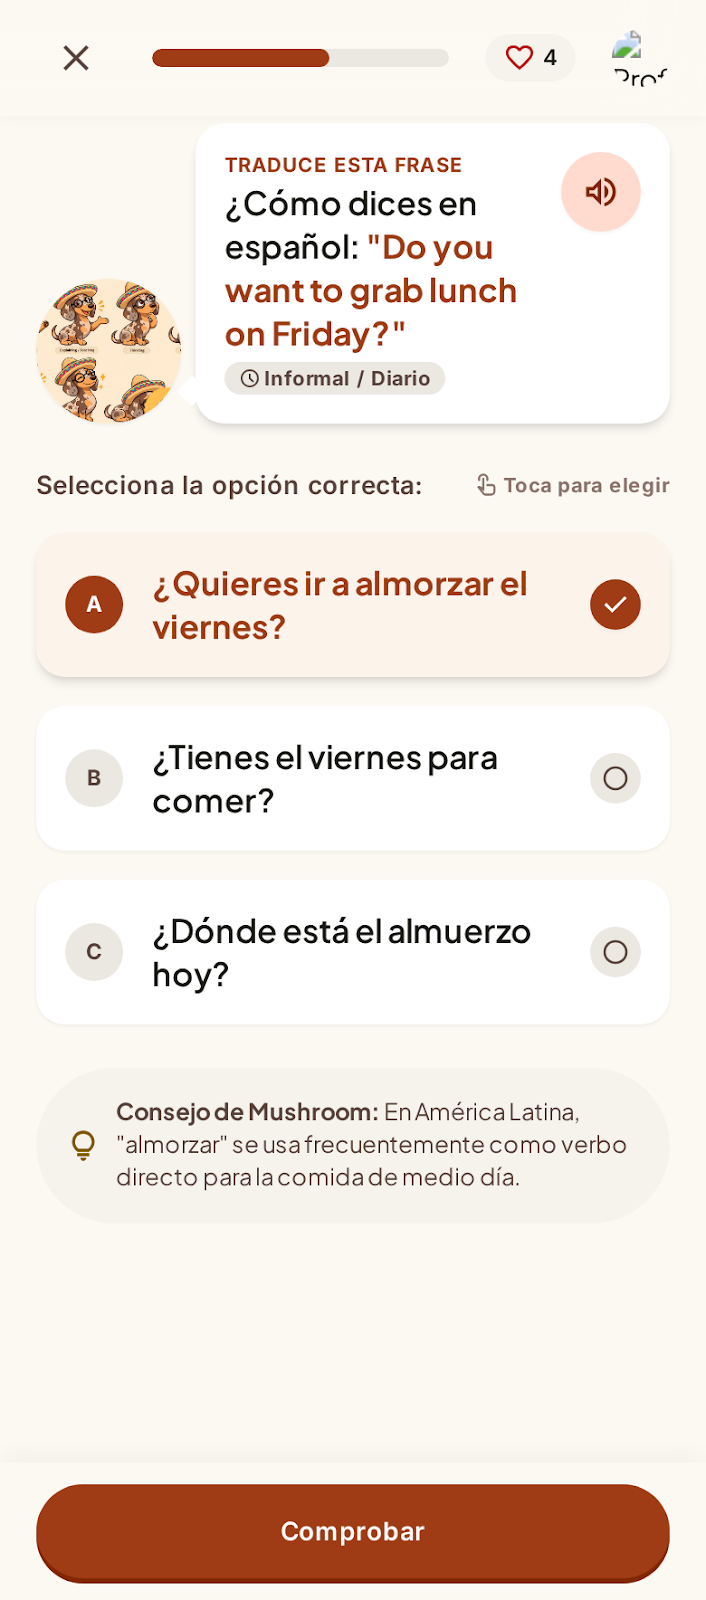 4
TRADUCE ESTA FRASE
¿Cómo dices en
español: "Do you
want to grab lunch
on Friday?"
Informal / Diario
Selecciona la opción correcta:
Toca para elegir
A
¿Quieres ir a almorzar el
viernes?
B
¿Tienes el viernes para
comer?
C
¿Dónde está el almuerzo
hoy?
Consejo de Mushroom: En América Latina,
"almorzar" se usa frecuentemente como verbo
directo para la comida de medio día.
Comprobar